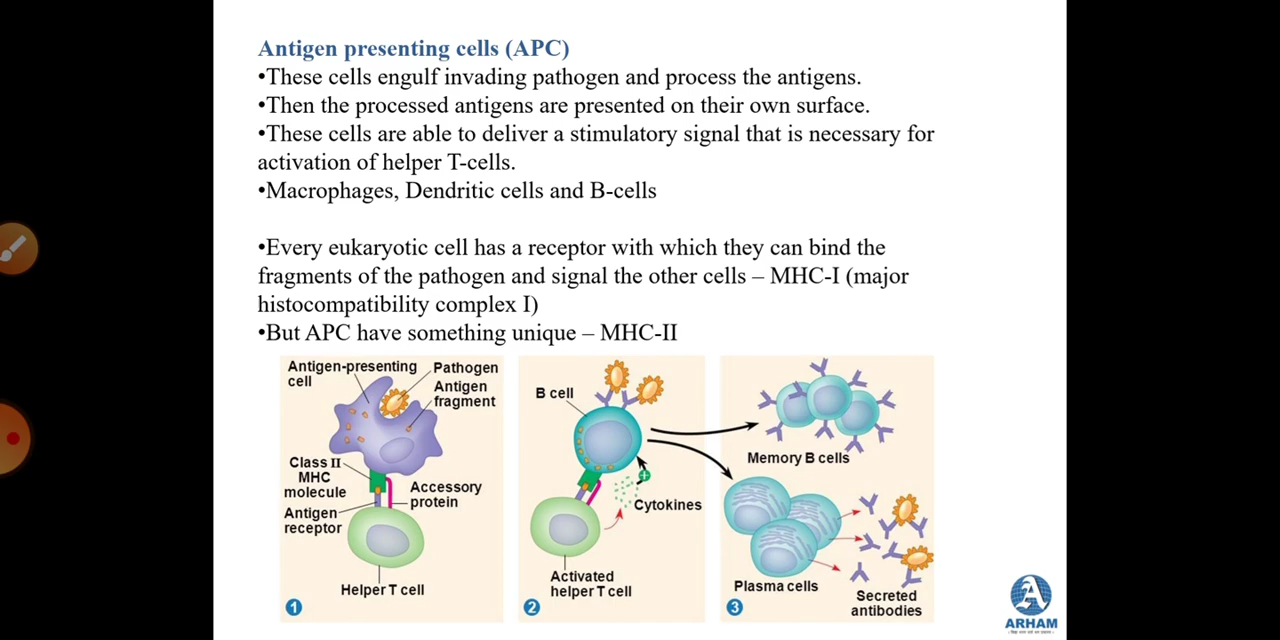 Antigen presenting cells (APC)
•These cells engulf invading pathogen and process the antigens.
•Then the processed antigens are presented on their own surface.
•These cells are able to deliver a stimulatory signal that is necessary for
activation of helper T-cells.
•Macrophages, Dendritic cells and B-cells
•Every eukaryotic cell has a receptor with which they can bind the
fragments of the pathogen and signal the other cells – MHC-I (major
histocompatibility complex I)
•But APC have something unique – MHC-II
Antigen-presenting
cell
Pathogen
Antigen
fragment
Class II
MHC
molecule
Accessory
protein
Antigen
receptor
Helper T cell
1
B cell
+
Cytokines
Activated
helper T cell
2
Memory B cells
Plasma cells
Secreted
antibodies
3
A
ARHAM